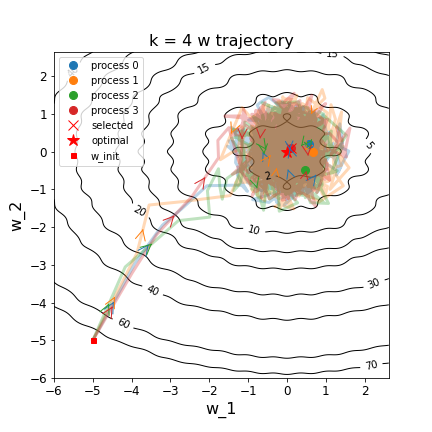 k = 4 w trajectory
process 0
process 1
process 2
process 3
selected
optimal
w_init
w_2
2
1
0
−1
−2
−3
−4
−5
−6
15
5
2
10
20
30
40
60
70
−6 −5 −4 −3 −2 −1 0 1 2
w_1